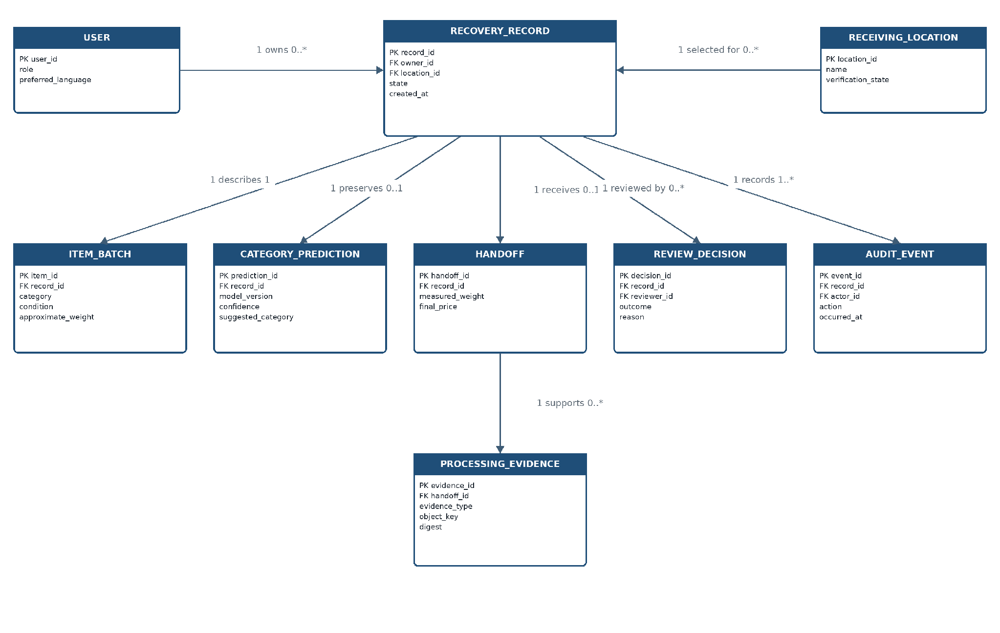 USER
PK user_id
role
preferred_language
1 owns 0..*
RECOVERY_RECORD
PK record_id
FK owner_id
FK location_id
state
created_at
1 selected for 0..*
RECEIVING_LOCATION
PK location_id
name
verification_state
1 describes 1
1 preserves 0..1
1 receives 0..1
1 reviewed by 0..*
1 records 1..*
ITEM_BATCH
PK item_id
FK record_id
category
condition
approximate_weight
CATEGORY_PREDICTION
PK prediction_id
FK record_id
model_version
confidence
suggested_category
HANDOFF
PK handoff_id
FK record_id
measured_weight
final_price
REVIEW_DECISION
PK decision_id
FK record_id
FK reviewer_id
outcome
reason
AUDIT_EVENT
PK event_id
FK record_id
FK actor_id
action
occurred_at
1 supports 0..*
PROCESSING_EVIDENCE
PK evidence_id
FK handoff_id
evidence_type
object_key
digest